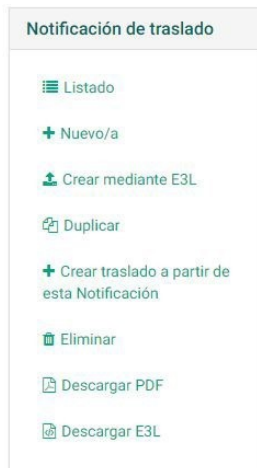 Notificación de traslado
Listado
Nuevo/a
Crear mediante E3L
Duplicar
Crear traslado a partir de
esta Notificación
Eliminar
Descargar PDF
Descargar E3L